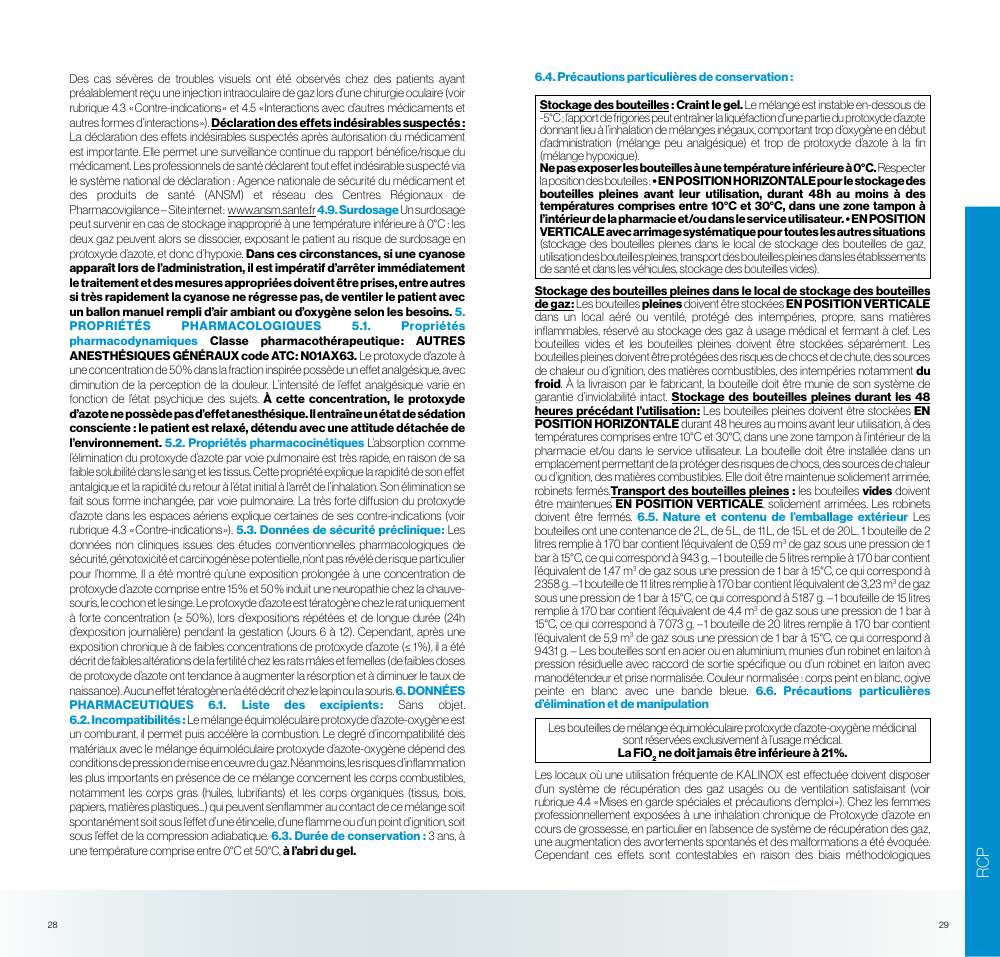 Des cas sévères de troubles visuels ont été observés chez des patients ayant
préalablement reçu une injection intraoculaire de gaz lors d'une chirurgie oculaire (voir
rubrique 4.3 «Contre-indications» et 4.5 «Interactions avec d'autres médicaments et
autres formes d'interactions»). Déclaration des effets indésirables suspectés :
La déclaration des effets indésirables suspectés après autorisation du médicament
est importante. Elle permet une surveillance continue du rapport bénéfice/risque du
médicament. Les professionnels de santé déclarent tout effet indésirable suspecté via
le système national de déclaration : Agence nationale de sécurité du médicament et
des produits de santé (ANSM) et réseau des Centres Régionaux de
Pharmacovigilance – Site internet : www.ansm.sante.fr 4.9. Surdosage Un surdosage
peut survenir en cas de stockage inapproprié à une température inférieure à 0°C : les
deux gaz peuvent alors se dissocier, exposant le patient au risque de surdosage en
protoxyde d'azote, et donc d'hypoxie. Dans ces circonstances, si une cyanose
apparaît lors de l'administration, il est impératif d'arrêter immédiatement
le traitement et des mesures appropriées doivent être prises, entre autres
si très rapidement la cyanose ne régresse pas, de ventiler le patient avec
un ballon manuel rempli d'air ambiant ou d'oxygène selon les besoins. 5.
PROPRIÉTÉS PHARMACOLOGIQUES 5.1. Propriétés
pharmacodynamiques Classe pharmacothérapeutique: AUTRES
ANESTHÉSIQUES GÉNÉRAUX code ATC: N01AX63. Le protoxyde d'azote à
une concentration de 50% dans la fraction inspirée possède un effet analgésique, avec
diminution de la perception de la douleur. L'intensité de l'effet analgésique varie en
fonction de l'état psychique des sujets. À cette concentration, le protoxyde
d'azote ne possède pas d'effet anesthésique. Il entraîne un état de sédation
consciente : le patient est relaxé, détendu avec une attitude détachée de
l'environnement. 5.2. Propriétés pharmacocinétiques L'absorption comme
l'élimination du protoxyde d'azote par voie pulmonaire est très rapide, en raison de sa
faible solubilité dans le sang et les tissus. Cette propriété explique la rapidité de son effet
antalgique et la rapidité du retour à l'état initial à l'arrêt de l'inhalation. Son élimination se
fait sous forme inchangée, par voie pulmonaire. La très forte diffusion du protoxyde
d'azote dans les espaces aériens explique certaines de ses contre-indications (voir
rubrique 4.3 «Contre-indications»). 5.3. Données de sécurité préclinique: Les
données non cliniques issues des études conventionnelles pharmacologiques de
sécurité, génotoxicité et carcinogénèse potentielle, n'ont pas révélé de risque particulier
pour l'homme. Il a été montré qu'une exposition prolongée à une concentration de
protoxyde d'azote comprise entre 15% et 50% induit une neuropathie chez la chauve-
souris, le cochon et le singe. Le protoxyde d'azote est tératogène chez le rat uniquement
à forte concentration (≥ 50%), lors d'expositions répétées et de longue durée (24h
d'exposition journalière) pendant la gestation (Jours 6 à 12). Cependant, après une
exposition chronique à de faibles concentrations de protoxyde d'azote (≤ 1%), il a été
décrit de faibles altérations de la fertilité chez les rats mâles et femelles (de faibles doses
de protoxyde d'azote ont tendance à augmenter la résorption et à diminuer le taux de
naissance). Aucun effet tératogène n'a été décrit chez le lapin ou la souris. 6. DONNÉES
PHARMACEUTIQUES 6.1. Liste des excipients: Sans objet.
6.2. Incompatibilités : Le mélange équimoléculaire protoxyde d'azote-oxygène est
un comburant, il permet puis accélère la combustion. Le degré d'incompatibilité des
matériaux avec le mélange équimoléculaire protoxyde d'azote-oxygène dépend des
conditions de pression de mise en œuvre du gaz. Néanmoins, les risques d'inflammation
les plus importants en présence de ce mélange concernent les corps combustibles,
notamment les corps gras (huiles, lubrifiants) et les corps organiques (tissus, bois,
papiers, matières plastiques...) qui peuvent s'enflammer au contact de ce mélange soit
spontanément soit sous l'effet d'une étincelle, d'une flamme ou d'un point d'ignition, soit
sous l'effet de la compression adiabatique. 6.3. Durée de conservation : 3 ans, à
une température comprise entre 0°C et 50°C, à l'abri du gel.
28
6.4. Précautions particulières de conservation :
Stockage des bouteilles : Craint le gel. Le mélange est instable en-dessous de
-5°C ; l'apport de frigories peut entraîner la liquéfaction d'une partie du protoxyde d'azote
donnant lieu à l'inhalation de mélanges inégaux, comportant trop d'oxygène en début
d'administration (mélange peu analgésique) et trop de protoxyde d'azote à la fin
(mélange hypoxique).
Ne pas exposer les bouteilles à une température inférieure à 0°C. Respecter
la position des bouteilles : • EN POSITION HORIZONTALE pour le stockage des
bouteilles pleines avant leur utilisation, durant 48h au moins à des
températures comprises entre 10°C et 30°C, dans une zone tampon à
l'intérieur de la pharmacie et/ou dans le service utilisateur. • EN POSITION
VERTICALE avec arrimage systématique pour toutes les autres situations
(stockage des bouteilles pleines dans le local de stockage des bouteilles de gaz,
utilisation des bouteilles pleines, transport des bouteilles pleines dans les établissements
de santé et dans les véhicules, stockage des bouteilles vides).
Stockage des bouteilles pleines dans le local de stockage des bouteilles
de gaz: Les bouteilles pleines doivent être stockées EN POSITION VERTICALE
dans un local aéré ou ventilé, protégé des intempéries, propre, sans matières
inflammables, réservé au stockage des gaz à usage médical et fermant à clef. Les
bouteilles vides et les bouteilles pleines doivent être stockées séparément. Les
bouteilles pleines doivent être protégées des risques de chocs et de chute, des sources
de chaleur ou d'ignition, des matières combustibles, des intempéries notamment du
froid. À la livraison par le fabricant, la bouteille doit être munie de son système de
garantie d'inviolabilité intact. Stockage des bouteilles pleines durant les 48
heures précédant l'utilisation: Les bouteilles pleines doivent être stockées EN
POSITION HORIZONTALE durant 48 heures au moins avant leur utilisation, à des
températures comprises entre 10°C et 30°C, dans une zone tampon à l'intérieur de la
pharmacie et/ou dans le service utilisateur. La bouteille doit être installée dans un
emplacement permettant de la protéger des risques de chocs, des sources de chaleur
ou d'ignition, des matières combustibles. Elle doit être maintenue solidement arrimée,
robinets fermés. Transport des bouteilles pleines : les bouteilles vides doivent
être maintenues EN POSITION VERTICALE, solidement arrimées. Les robinets
doivent être fermés. 6.5. Nature et contenu de l'emballage extérieur Les
bouteilles ont une contenance de 2L, de 5L, de 11L, de 15L et de 20L. 1 bouteille de 2
litres remplie à 170 bar contient l'équivalent de 0,59 m³ de gaz sous une pression de 1
bar à 15°C, ce qui correspond à 943 g. – 1 bouteille de 5 litres remplie à 170 bar contient
l'équivalent de 1,47 m³ de gaz sous une pression de 1 bar à 15°C, ce qui correspond à
2358 g. – 1 bouteille de 11 litres remplie à 170 bar contient l'équivalent de 3,23 m³ de gaz
sous une pression de 1 bar à 15°C, ce qui correspond à 5187 g. – 1 bouteille de 15 litres
remplie à 170 bar contient l'équivalent de 4,4 m³ de gaz sous une pression de 1 bar à
15°C, ce qui correspond à 7073 g. – 1 bouteille de 20 litres remplie à 170 bar contient
l'équivalent de 5,9 m³ de gaz sous une pression de 1 bar à 15°C, ce qui correspond à
9431 g. – Les bouteilles sont en acier ou en aluminium, munies d'un robinet en laiton à
pression résiduelle avec raccord de sortie spécifique ou d'un robinet en laiton avec
manodétendeur et prise normalisée. Couleur normalisée : corps peint en blanc, ogive
peinte en blanc avec une bande bleue. 6.6. Précautions particulières
d'élimination et de manipulation
Les bouteilles de mélange équimoléculaire protoxyde d'azote-oxygène médicinal
sont réservées exclusivement à l'usage médical.
La FiO2 ne doit jamais être inférieure à 21%.
Les locaux où une utilisation fréquente de KALINOX est effectuée doivent disposer
d'un système de récupération des gaz usagés ou de ventilation satisfaisant (voir
rubrique 4.4 «Mises en garde spéciales et précautions d'emploi»). Chez les femmes
professionnellement exposées à une inhalation chronique de Protoxyde d'azote en
cours de grossesse, en particulier en l'absence de système de récupération des gaz,
une augmentation des avortements spontanés et des malformations a été évoquée.
Cependant ces effets sont contestables en raison des biais méthodologiques
RCP
29